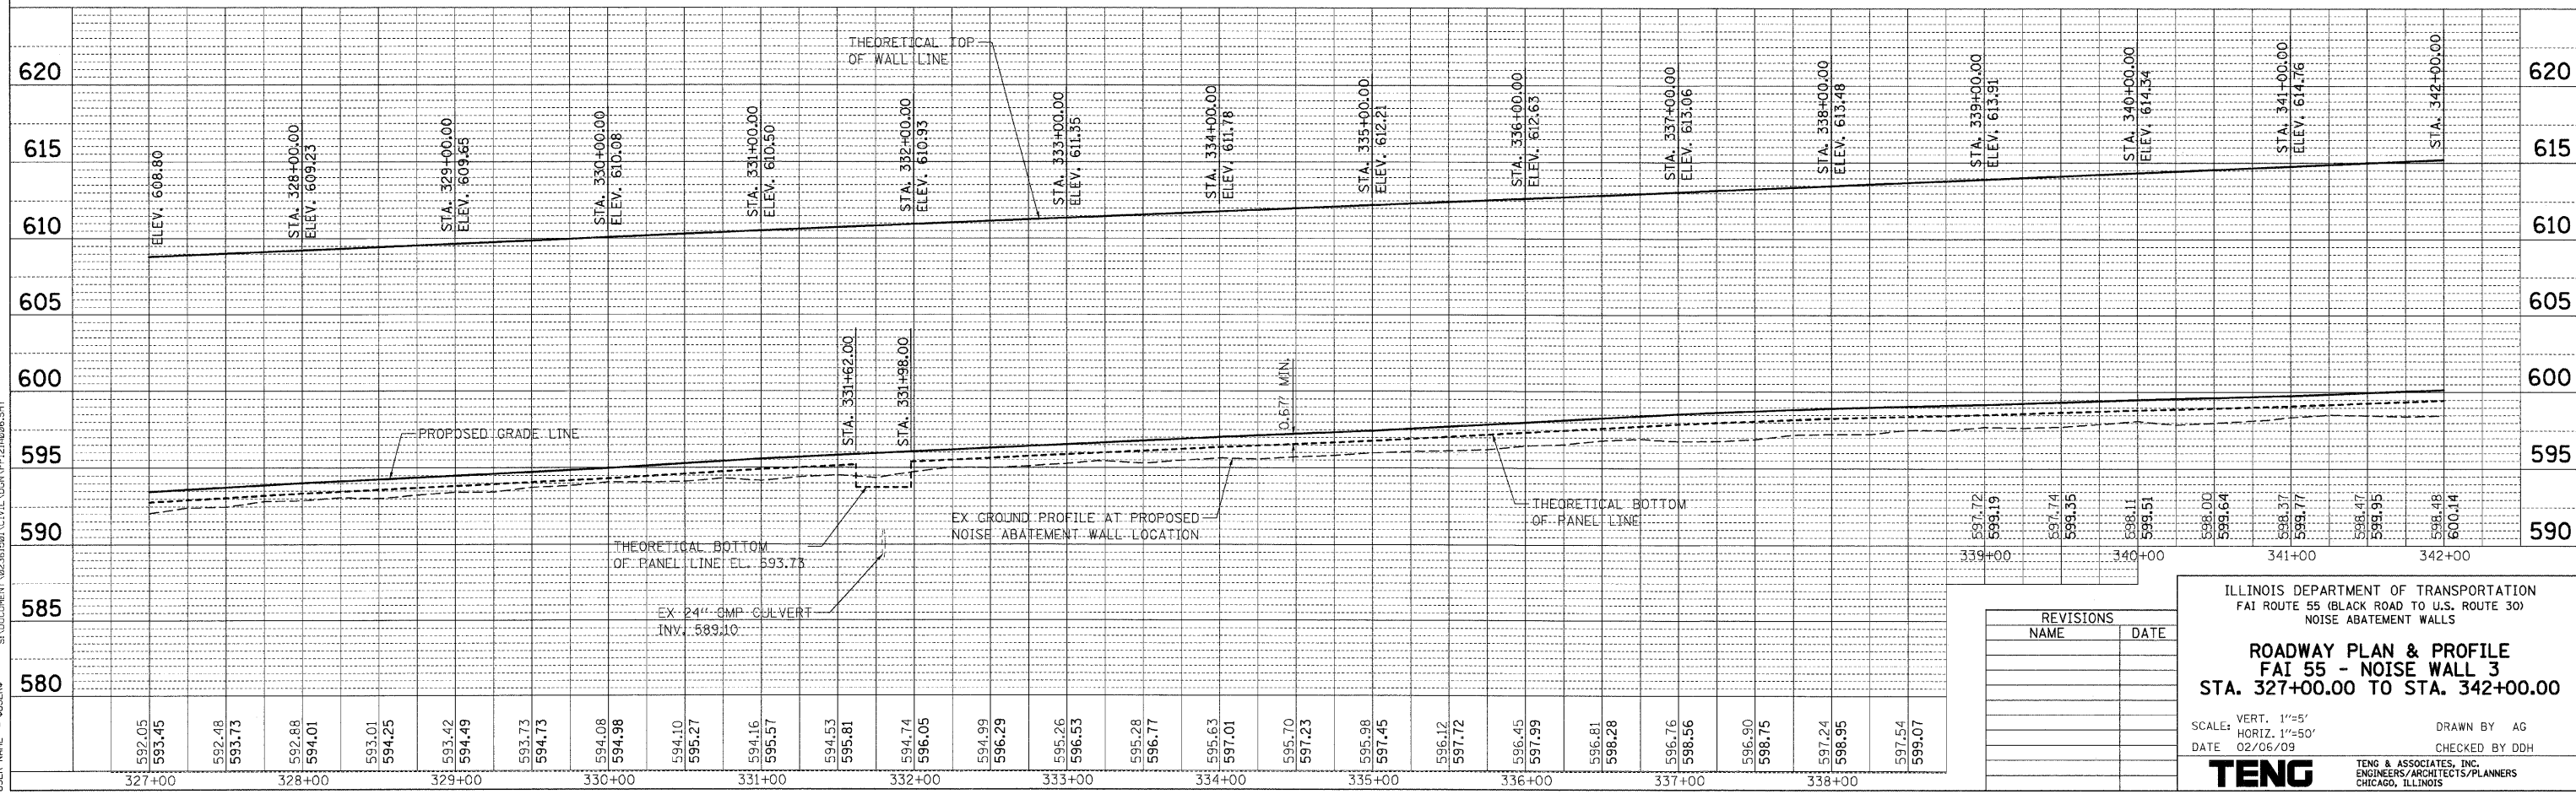 THEORETICAL TOP
OF WALL LINE
620
615
610
605
600
595
590
585
580
620
615
610
605
600
595
590
ELEV. 608.80
STA. 328+00.00
ELEV. 609.23
STA. 329+00.00
ELEV. 609.65
STA. 330+00.00
ELEV. 610.08
STA. 331+00.00
ELEV. 610.50
STA. 332+00.00
ELEV. 610.93
STA. 333+00.00
ELEV. 611.35
STA. 334+00.00
ELEV. 611.78
STA. 335+00.00
ELEV. 612.21
STA. 336+00.00
ELEV. 612.63
STA. 337+00.00
ELEV. 613.06
STA. 338+00.00
ELEV. 613.48
STA. 339+00.00
ELEV. 613.91
STA. 340+00.00
ELEV. 614.34
STA. 341+00.00
ELEV. 614.76
STA. 342+00.00
STA. 331+62.00
STA. 331+98.00
0.67' MIN.
PROPOSED GRADE LINE
THEORETICAL BOTTOM
OF PANEL LINE EL. 593.73
EX 24" CMP CULVERT
INV. 589.10
EX GROUND PROFILE AT PROPOSED
NOISE ABATEMENT WALL LOCATION
THEORETICAL BOTTOM
OF PANEL LINE
592.05
593.45
592.48
593.73
592.88
594.01
593.01
594.25
593.42
594.49
593.73
594.73
594.08
594.98
594.10
595.27
594.16
595.57
594.53
595.81
594.74
596.05
594.99
596.29
595.26
596.53
595.28
596.77
595.63
597.01
595.70
597.23
595.98
597.45
596.12
597.72
596.45
597.99
596.81
598.28
596.76
598.56
596.90
598.75
597.24
598.95
597.54
599.07
597.72
599.19
597.74
599.35
598.11
599.51
598.00
599.64
598.37
599.77
598.47
599.95
598.48
600.14
327+00
328+00
329+00
330+00
331+00
332+00
333+00
334+00
335+00
336+00
337+00
338+00
339+00
340+00
341+00
342+00
REVISIONS
NAME DATE
ILLINOIS DEPARTMENT OF TRANSPORTATION
FAI ROUTE 55 (BLACK ROAD TO U.S. ROUTE 30)
NOISE ABATEMENT WALLS
ROADWAY PLAN & PROFILE
FAI 55 - NOISE WALL 3
STA. 327+00.00 TO STA. 342+00.00
SCALE: VERT. 1"=5'
HORIZ. 1"=50'
DATE 02/06/09
DRAWN BY AG
CHECKED BY DDH
TENG
TENG & ASSOCIATES, INC.
ENGINEERS/ARCHITECTS/PLANNERS
CHICAGO, ILLINOIS